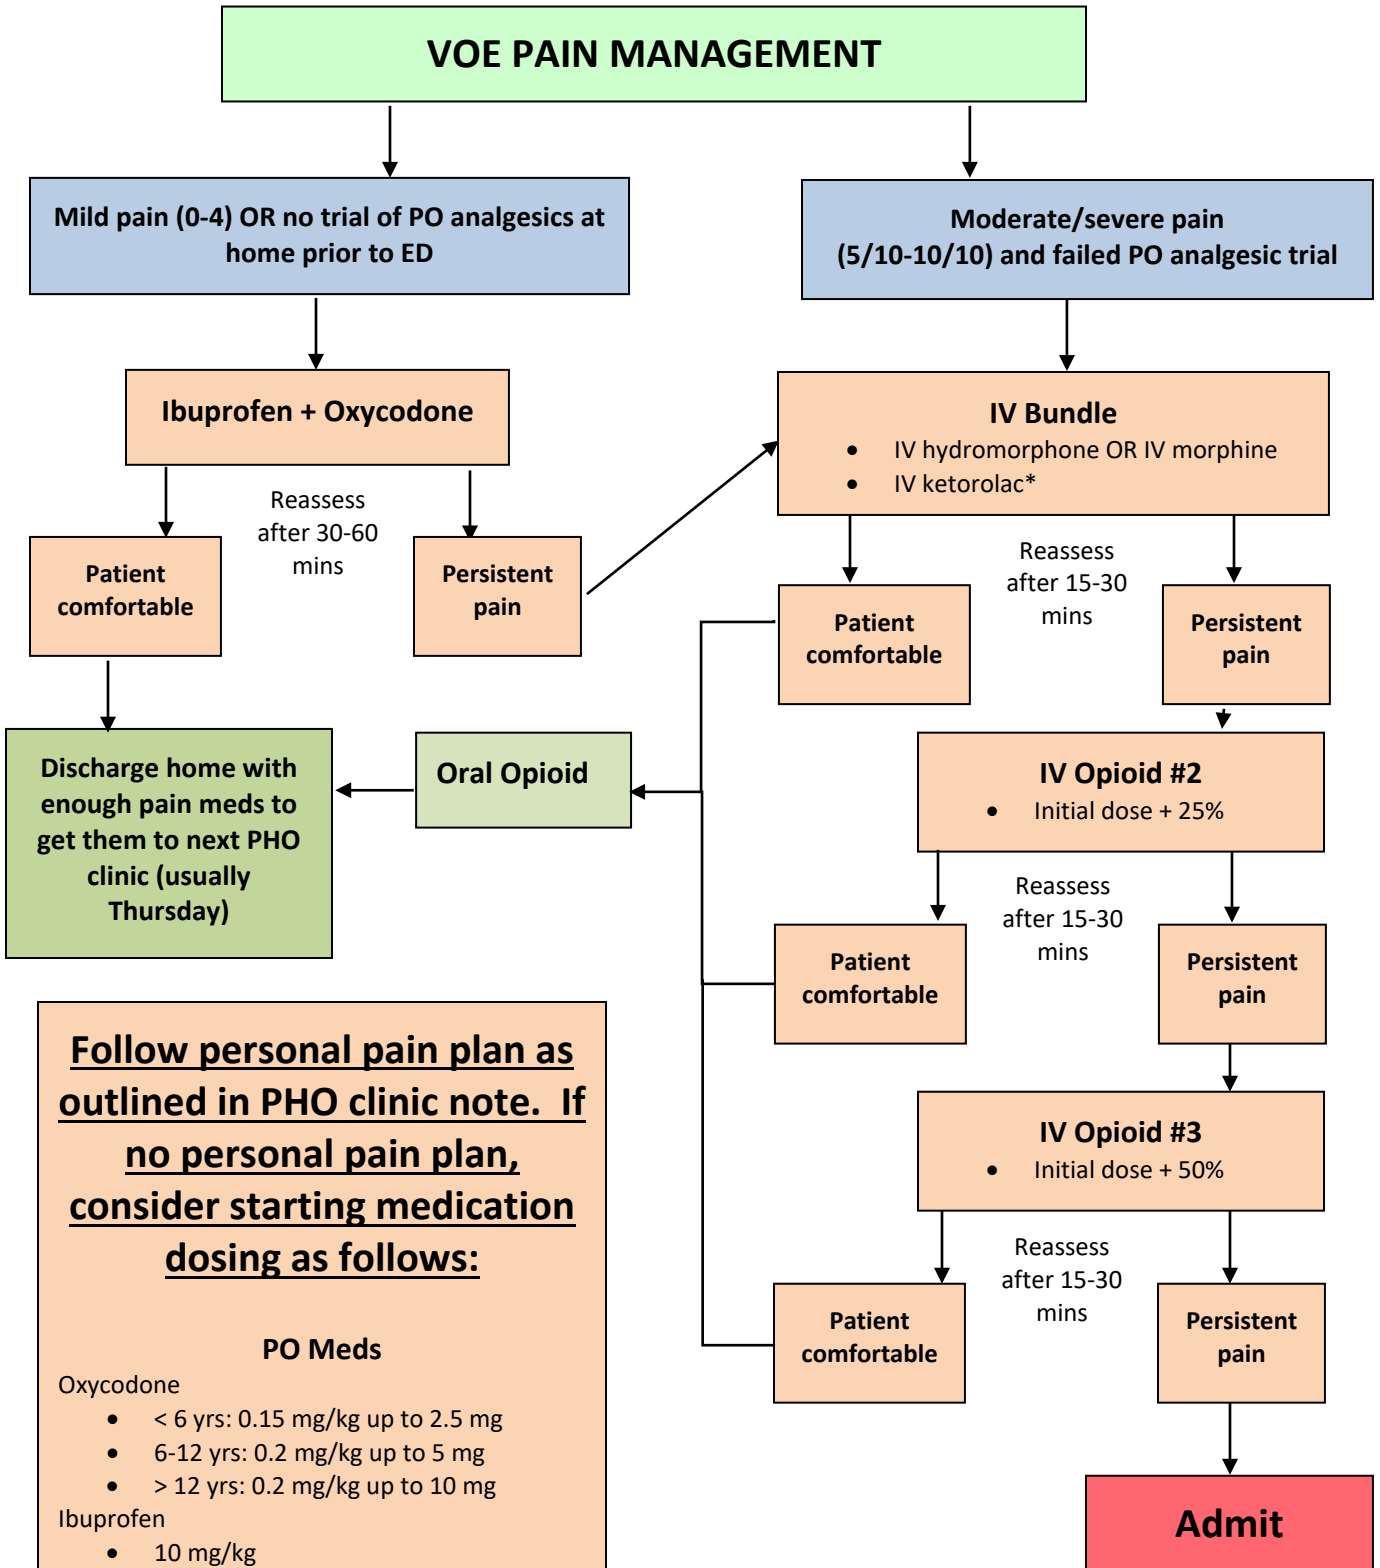 VOE PAIN MANAGEMENT
Mild pain (0-4) OR no trial of PO analgesics at
home prior to ED
Moderate/severe pain
(5/10-10/10) and failed PO analgesic trial
Ibuprofen + Oxycodone
Reassess
after 30-60
mins
Patient
comfortable
Persistent
pain
IV Bundle
• IV hydromorphone OR IV morphine
• IV ketorolac*
Reassess
after 15-30
mins
Patient
comfortable
Persistent
pain
Discharge home with
enough pain meds to
get them to next PHO
clinic (usually
Thursday)
Oral Opioid
IV Opioid #2
• Initial dose + 25%
Reassess
after 15-30
mins
Patient
comfortable
Persistent
pain
IV Opioid #3
• Initial dose + 50%
Reassess
after 15-30
mins
Patient
comfortable
Persistent
pain
Admit
Follow personal pain plan as
outlined in PHO clinic note. If
no personal pain plan,
consider starting medication
dosing as follows:
PO Meds
Oxycodone
• < 6 yrs: 0.15 mg/kg up to 2.5 mg
• 6-12 yrs: 0.2 mg/kg up to 5 mg
• > 12 yrs: 0.2 mg/kg up to 10 mg
Ibuprofen
• 10 mg/kg